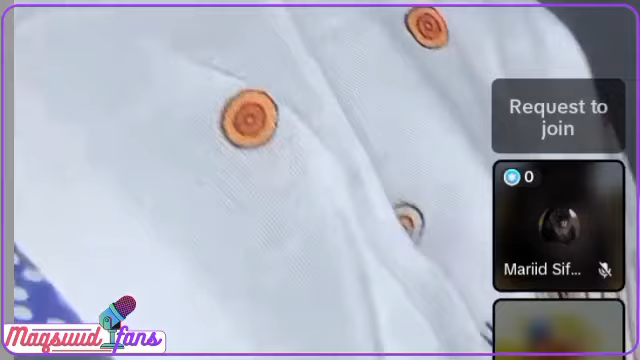 Request to
join
0
Mariid Sif...
Maqsuud fans